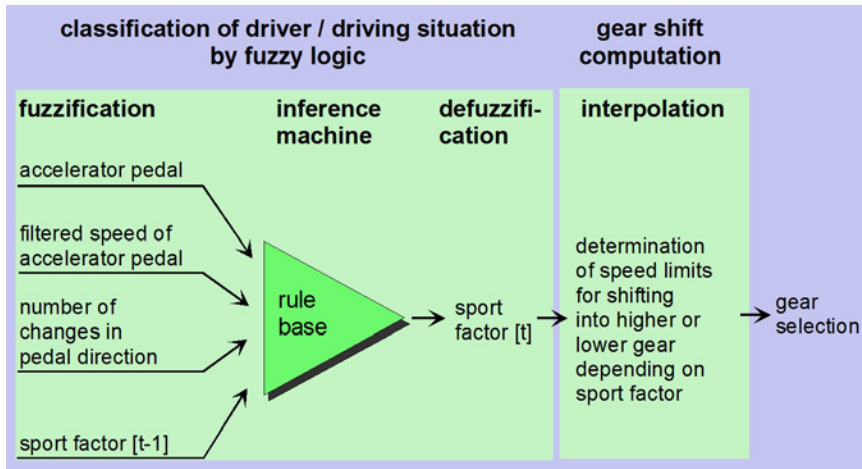 classification of driver / driving situation
by fuzzy logic
gear shift
computation
fuzzification
inference
machine
defuzzifi-
cation
interpolation
accelerator pedal
filtered speed of
accelerator pedal
number of
changes in
pedal direction
sport factor [t-1]
rule
base
sport
factor [t]
determination
of speed limits
for shifting
into higher or
lower gear
depending on
sport factor
gear
selection